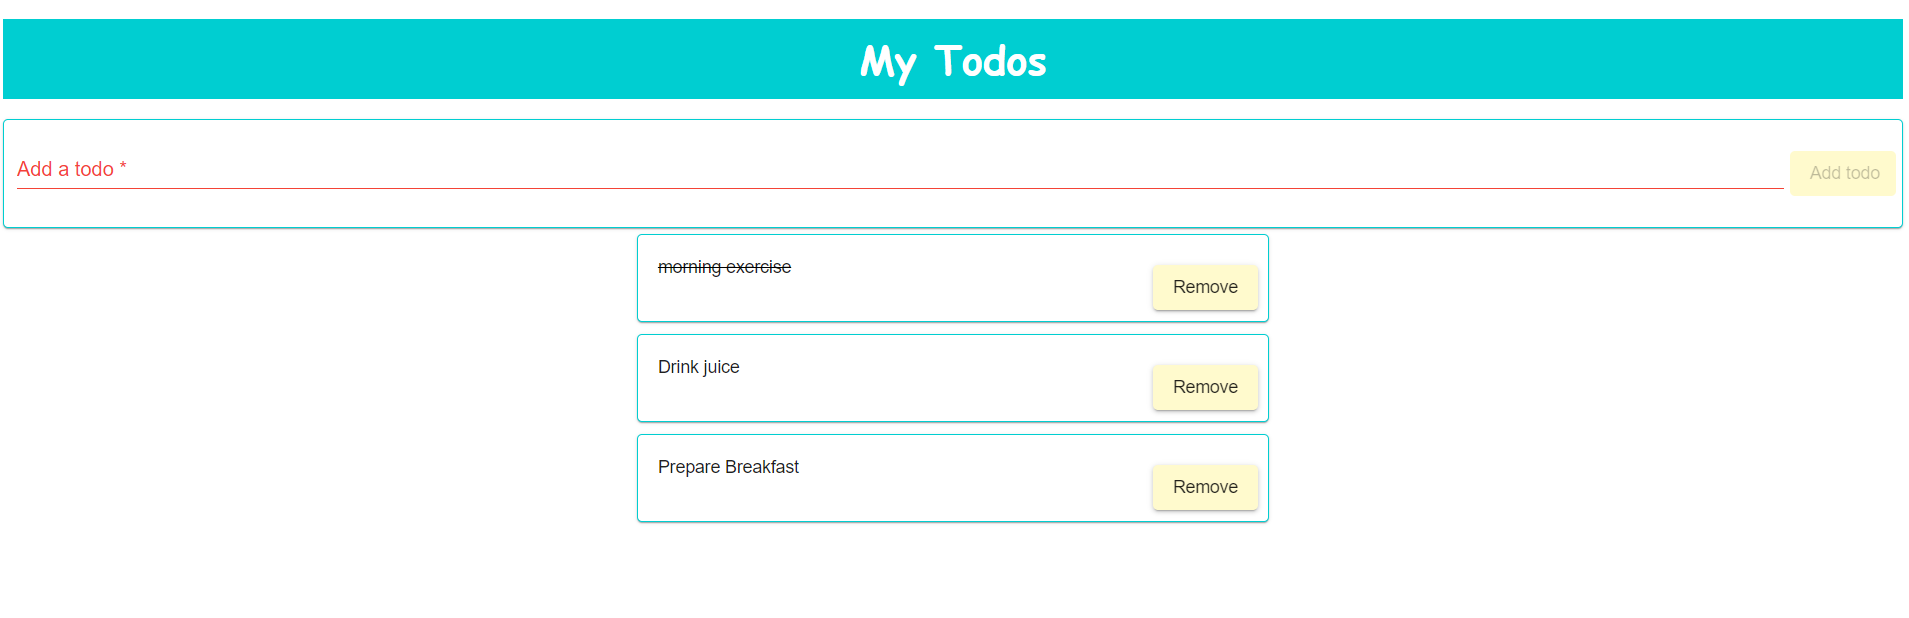 My Todos
Add a todo *
Add todo
morning exercise
Remove
Drink juice
Remove
Prepare Breakfast
Remove